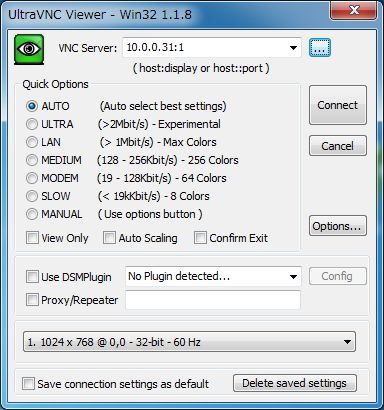 UltraVNC Viewer - Win32 1.1.8
VNC Server: 10.0.0.31:1 ...
( host:display or host::port )
Quick Options
AUTO (Auto select best settings)
Connect
ULTRA (>2Mbit/s) - Experimental
LAN (> 1Mbit/s) - Max Colors
Cancel
MEDIUM (128 - 256Kbit/s) - 256 Colors
MODEM (19 - 128Kbit/s) - 64 Colors
SLOW (< 19kKbit/s) - 8 Colors
MANUAL ( Use options button )
Options...
View Only Auto Scaling Confirm Exit
Use DSMPlugin No Plugin detected... Config
Proxy/Repeater
1. 1024 x 768 @ 0,0 - 32-bit - 60 Hz
Save connection settings as default Delete saved settings